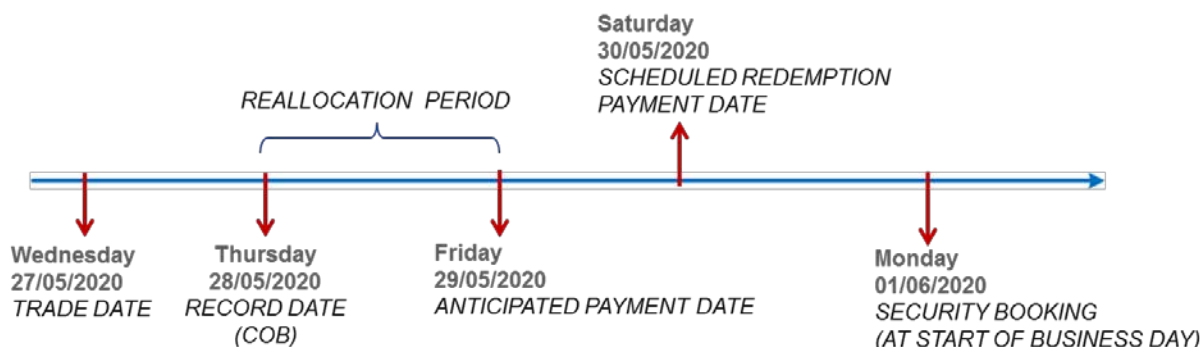 Saturday
30/05/2020
SCHEDULED REDEMPTION
PAYMENT DATE
REALLOCATION PERIOD
Wednesday
27/05/2020
TRADE DATE
Thursday
28/05/2020
RECORD DATE
(COB)
Friday
29/05/2020
ANTICIPATED PAYMENT DATE
Monday
01/06/2020
SECURITY BOOKING
(AT START OF BUSINESS DAY)